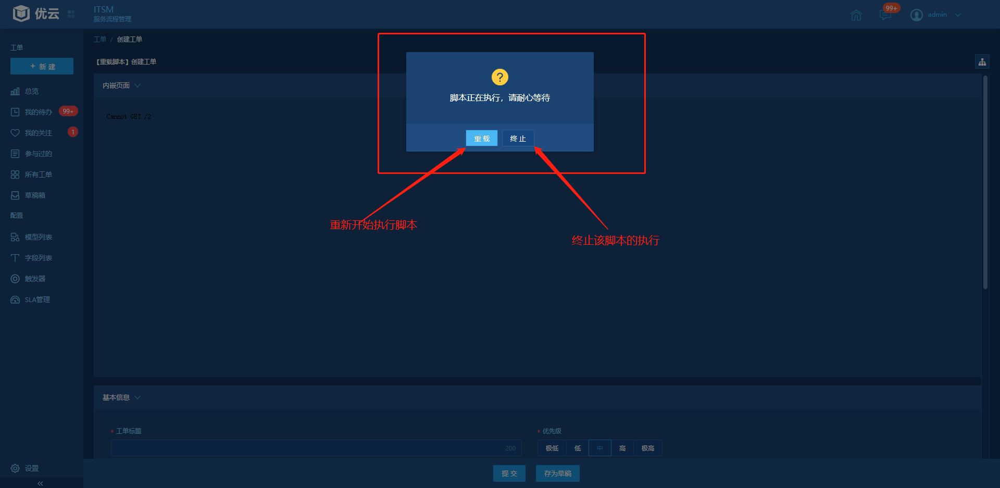 优云
ITSM
服务流程管理
99+
admin
工单
+ 新 建
总览
我的待办 99+
我的关注 1
参与过的
所有工单
草稿箱
配置
模型列表
字段列表
触发器
SLA管理
设置
工单 / 创建工单
【重载脚本】创建工单
内嵌页面
Cannot GET /2
?
脚本正在执行，请耐心等待
重 载
终 止
重新开始执行脚本
终止该脚本的执行
基本信息
* 工单标题
200
* 优先级
极低 低 中 高 极高
提 交
存为草稿